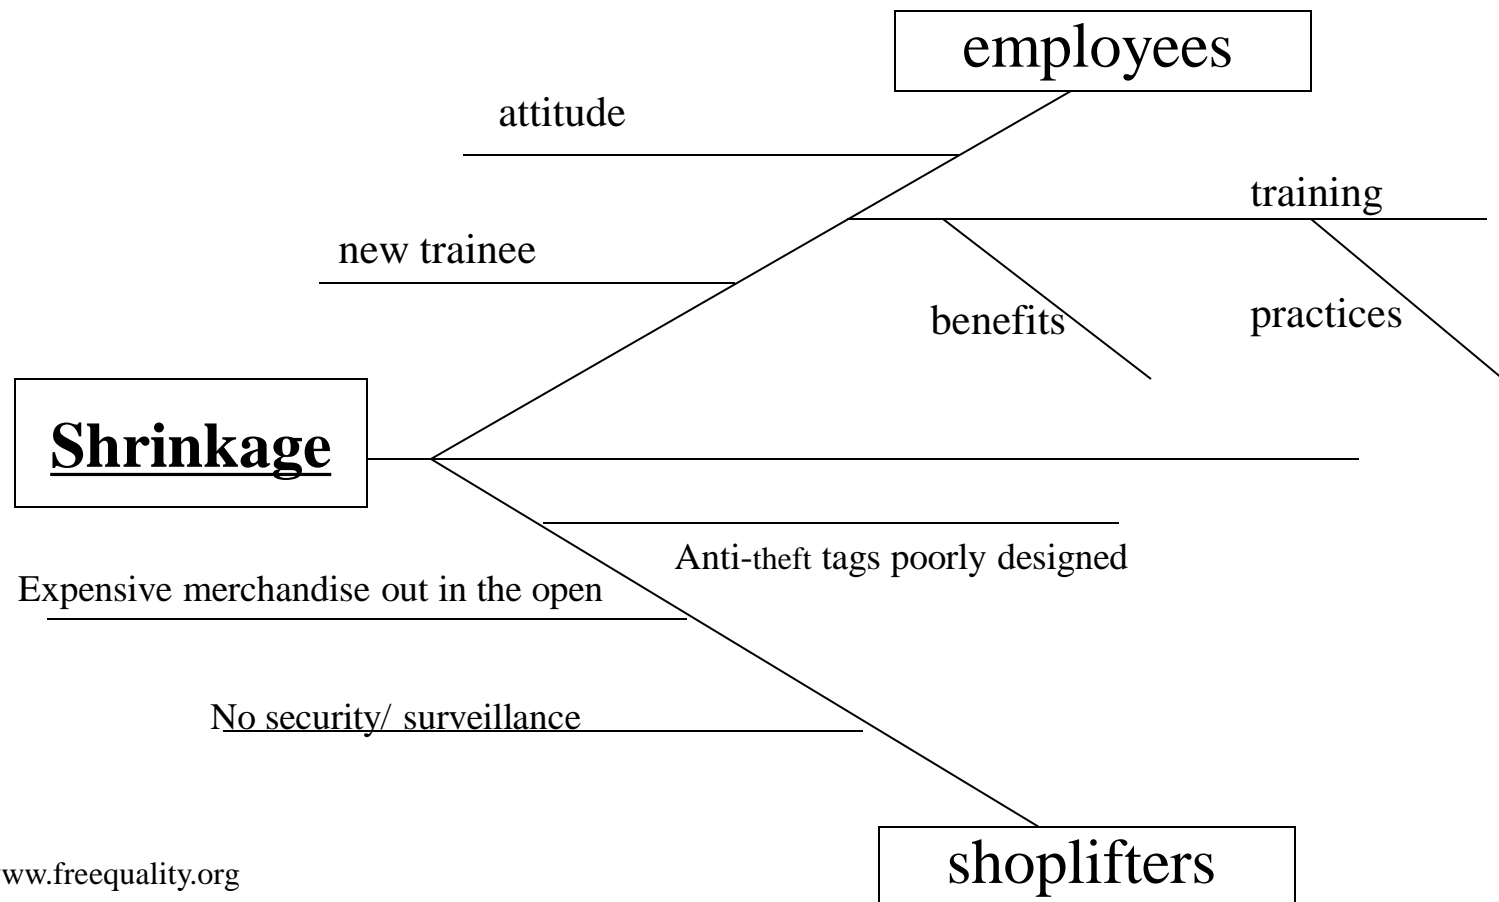 employees
attitude
training
new trainee
benefits
practices
Shrinkage
Anti-theft tags poorly designed
Expensive merchandise out in the open
No security/ surveillance
shoplifters
ww.freequality.org